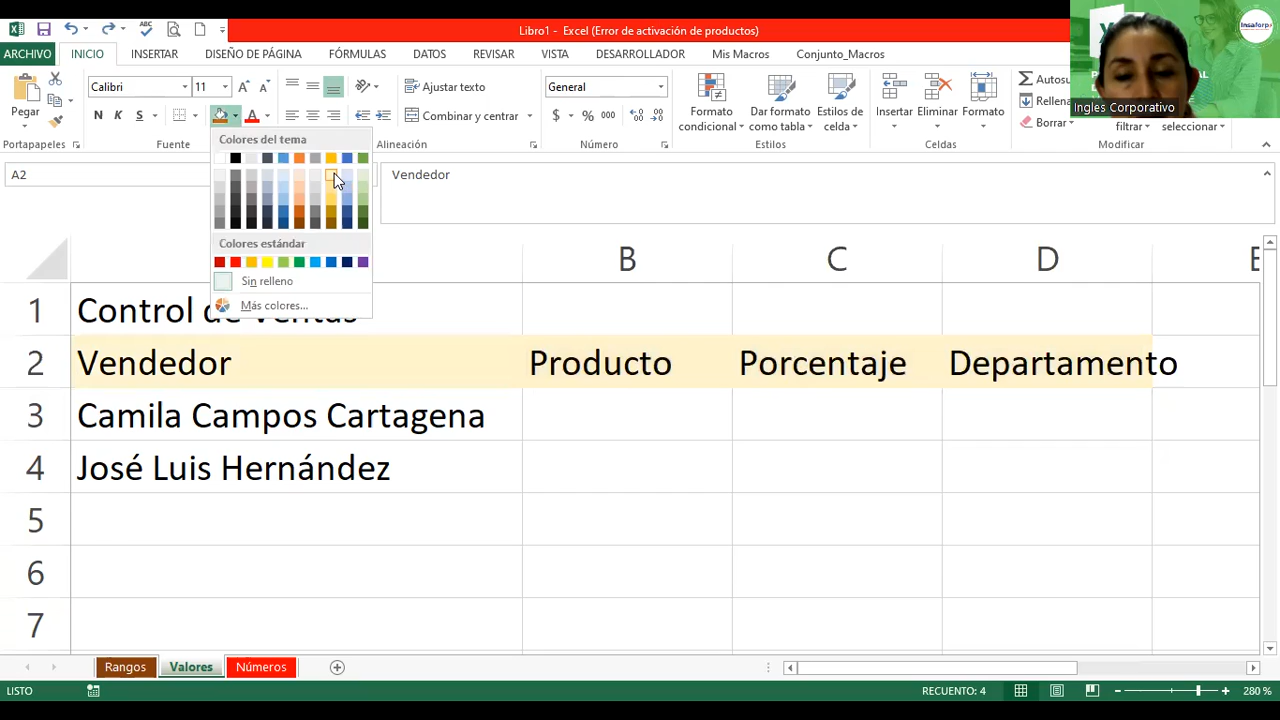 Libro1 - Excel (Error de activación de productos)
ARCHIVO INICIO INSERTAR DISEÑO DE PÁGINA FÓRMULAS DATOS REVISAR VISTA DESARROLLADOR Mis Macros Conjunto_Macros
Calibri 11 Ajustar texto General
Pegar N K S Combinar y centrar $ % 000
Formato condicional Dar formato como tabla Estilos de celda Insertar Eliminar Formato
Rellena
Borrar filtrar seleccionar
Portapapeles Fuente Alineación Número Estilos Celdas Modificar
Ingles Corporativo
Insaforp
Colores del tema
Colores estándar
Sin relleno
Más colores...
A2 Vendedor
B C D E
1 Control de Ventas
2 Vendedor Producto Porcentaje Departamento
3 Camila Campos Cartagena
4 José Luis Hernández
5
6
7
Rangos Valores Números
LISTO RECUENTO: 4 280 %